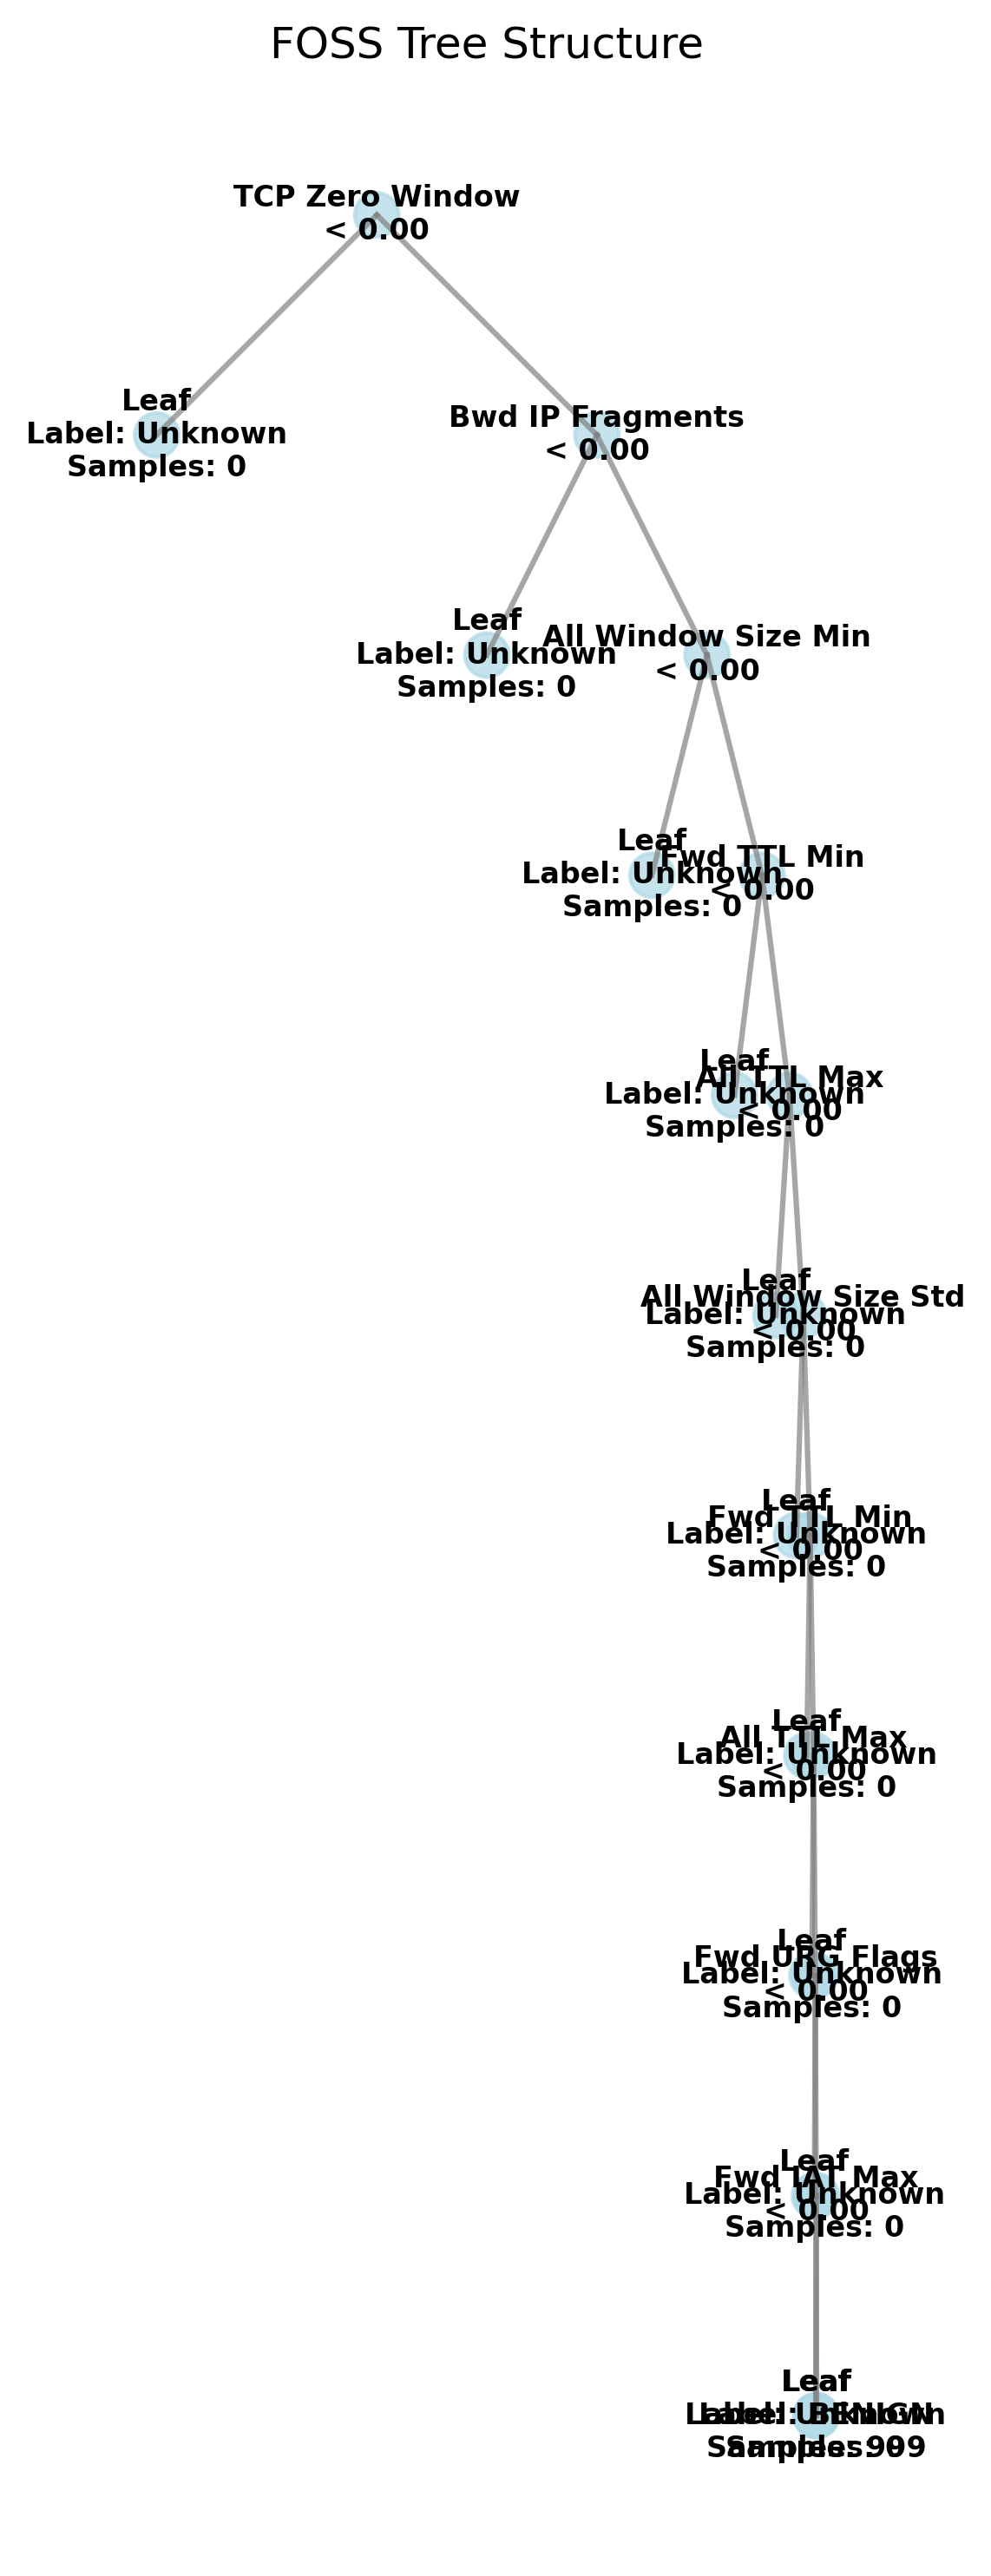 FOSS Tree Structure
TCP Zero Window
< 0.00
Leaf
Label: Unknown
Samples: 0
Bwd IP Fragments
< 0.00
Leaf
Label: Unknown
Samples: 0
All Window Size Min
< 0.00
Leaf
Label: Unknown
Samples: 0
Fwd TTL Min
< 0.00
Leaf
Label: Unknown
Samples: 0
All TTL Max
< 0.00
Leaf
Label: Unknown
Samples: 0
All Window Size Std
< 0.00
Leaf
Label: Unknown
Samples: 0
Fwd TTL Min
< 0.00
Leaf
Label: Unknown
Samples: 0
All TTL Max
< 0.00
Leaf
Label: Unknown
Samples: 0
Fwd URG Flags
< 0.00
Leaf
Label: Unknown
Samples: 0
Fwd IAT Max
< 0.00
Leaf
Label: Unknown
Samples: 0
Leaf
Label: BENIGN
Samples: